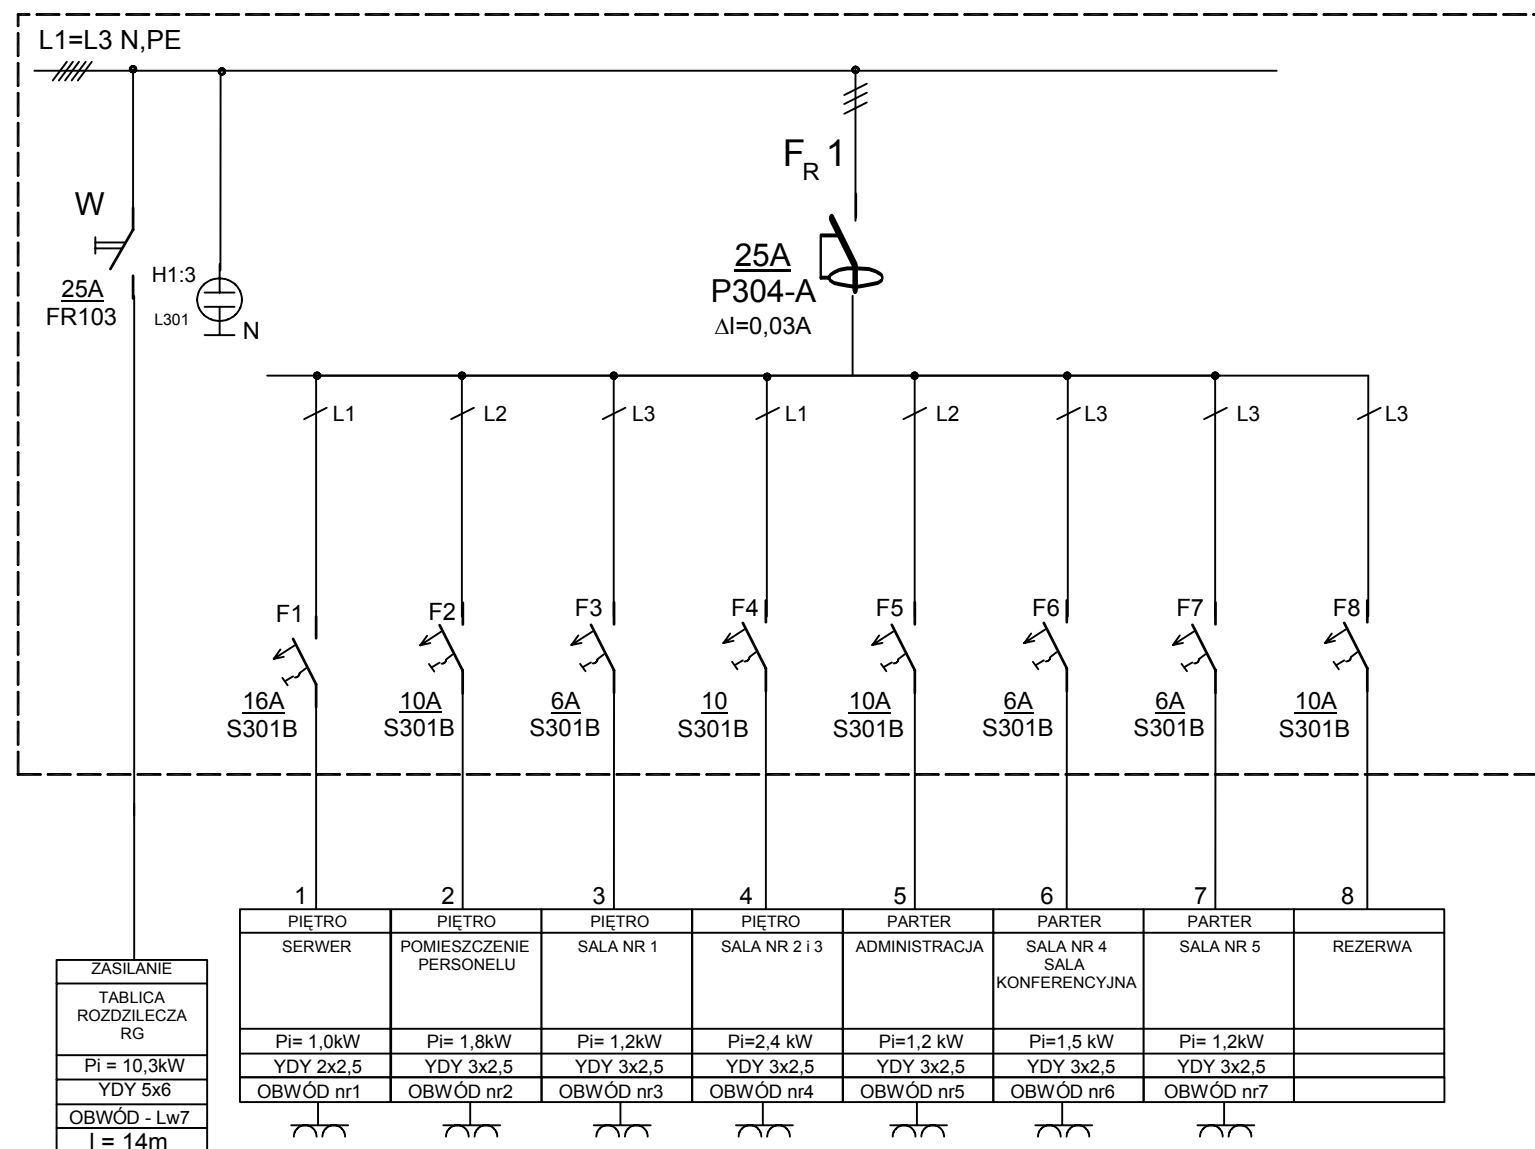 L1=L3 N,PE
W
25A
FR103
H1:3
L301
N
F_R 1
25A
P304-A
ΔI=0,03A
L1
L2
L3
L1
L2
L3
L3
L3
F1
F2
F3
F4
F5
F6
F7
F8
16A
S301B
10A
S301B
6A
S301B
10
S301B
10A
S301B
6A
S301B
6A
S301B
10A
S301B
1
2
3
4
5
6
7
8
PIĘTRO
PIĘTRO
PIĘTRO
PIĘTRO
PARTER
PARTER
PARTER
SERWER
POMIESZCZENIE
PERSONELU
SALA NR 1
SALA NR 2 i 3
ADMINISTRACJA
SALA NR 4
SALA
KONFERENCYJNA
SALA NR 5
REZERWA
Pi= 1,0kW
Pi= 1,8kW
Pi= 1,2kW
Pi=2,4 kW
Pi=1,2 kW
Pi=1,5 kW
Pi= 1,2kW
YDY 2x2,5
YDY 3x2,5
YDY 3x2,5
YDY 3x2,5
YDY 3x2,5
YDY 3x2,5
YDY 3x2,5
OBWÓD nr1
OBWÓD nr2
OBWÓD nr3
OBWÓD nr4
OBWÓD nr5
OBWÓD nr6
OBWÓD nr7
ZASILANIE
TABLICA
ROZDZILECZA
RG
Pi = 10,3kW
YDY 5x6
OBWÓD - Lw7
l = 14m